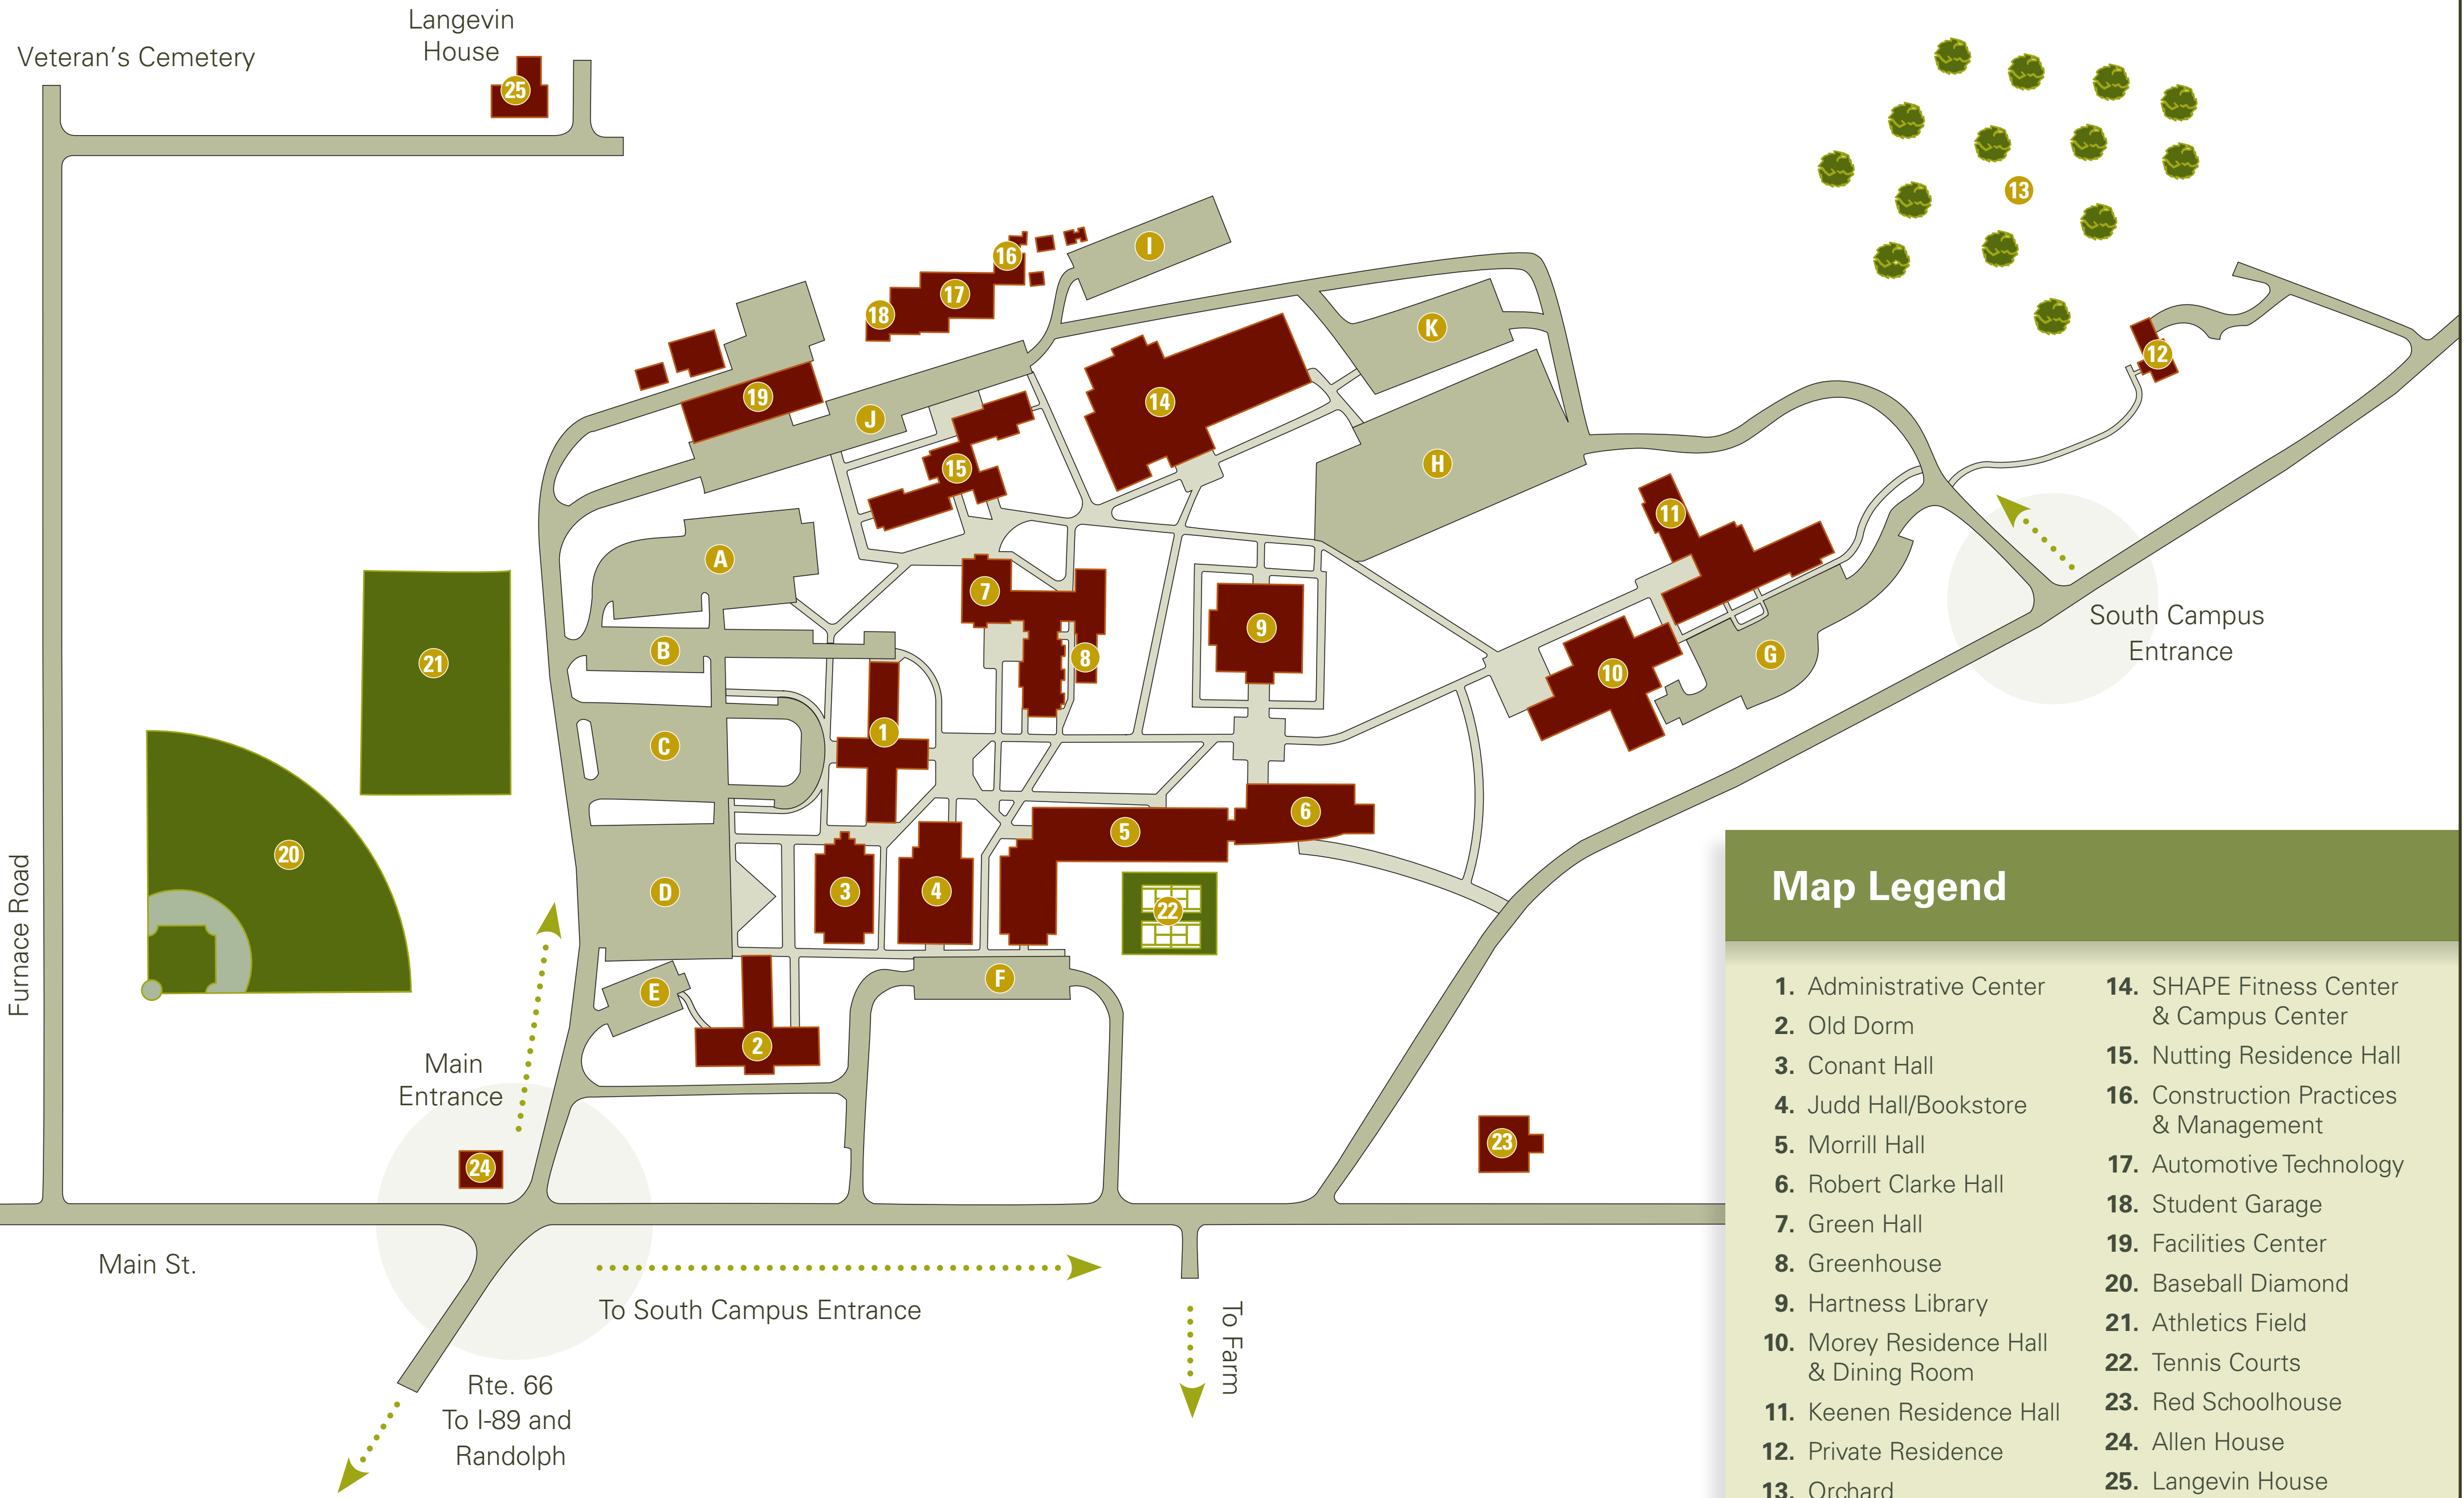 Langevin
House
Veteran's Cemetery
25
13
16
I
17
18
K
12
19
14
J
15
H
11
A
7
9
8
B
21
South Campus
Entrance
G
10
1
C
6
5
20
3
4
D
22
Furnace Road
F
E
2
Main
Entrance
23
24
Main St.
To South Campus Entrance
To Farm
Rte. 66
To I-89 and
Randolph
Map Legend
1. Administrative Center
2. Old Dorm
3. Conant Hall
4. Judd Hall/Bookstore
5. Morrill Hall
6. Robert Clarke Hall
7. Green Hall
8. Greenhouse
9. Hartness Library
10. Morey Residence Hall
& Dining Room
11. Keenen Residence Hall
12. Private Residence
13. Orchard
14. SHAPE Fitness Center
& Campus Center
15. Nutting Residence Hall
16. Construction Practices
& Management
17. Automotive Technology
18. Student Garage
19. Facilities Center
20. Baseball Diamond
21. Athletics Field
22. Tennis Courts
23. Red Schoolhouse
24. Allen House
25. Langevin House